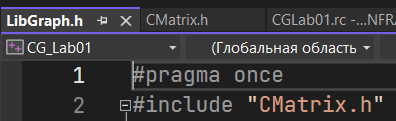 LibGraph.h CMatrix.h CGLab01.rc -...NFRA
CG_Lab01 (Глобальная область
1 #pragma once
2 #include "CMatrix.h"